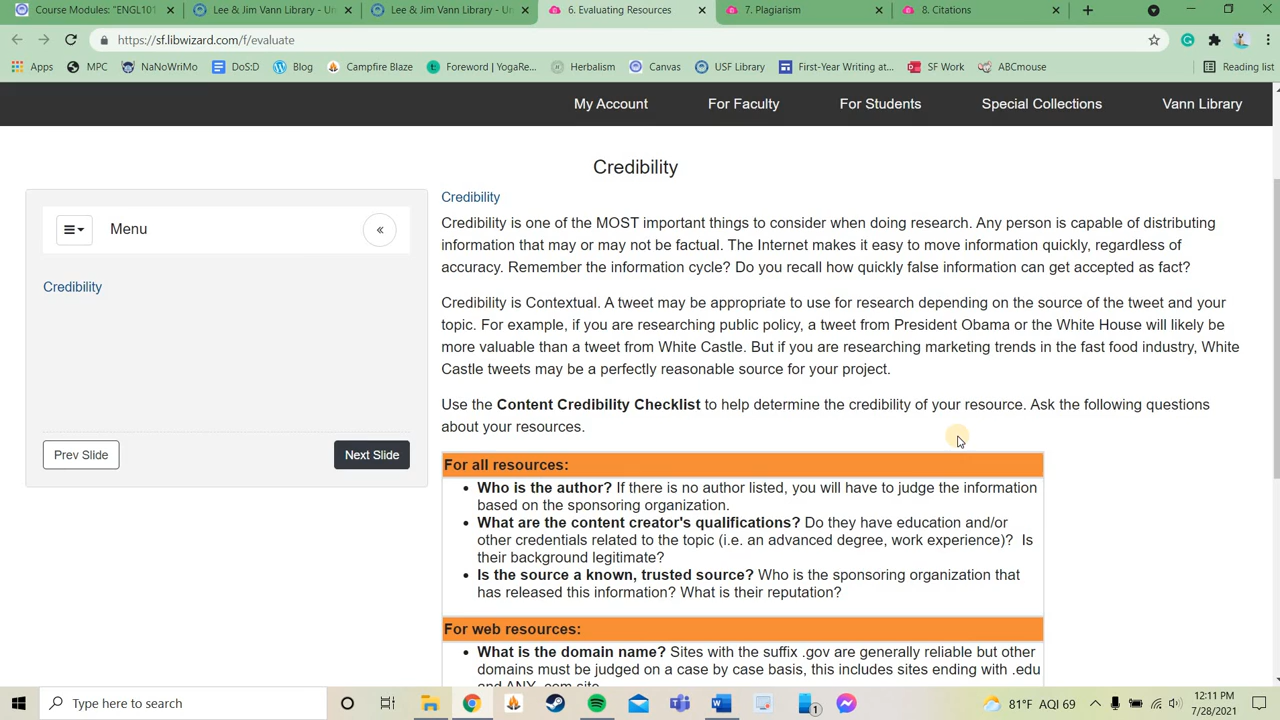 Course Modules: "ENGL101
Lee & Jim Vann Library - Un
Lee & Jim Vann Library - Un
6. Evaluating Resources
7. Plagiarism
8. Citations
https://sf.libwizard.com/f/evaluate
Apps
MPC
NaNoWriMo
DoS:D
Blog
Campfire Blaze
Foreword | YogaRe...
Herbalism
Canvas
USF Library
First-Year Writing at...
SF Work
ABCmouse
Reading list
My Account
For Faculty
For Students
Special Collections
Vann Library
Credibility
Menu
Credibility
Prev Slide
Next Slide
Credibility
Credibility is one of the MOST important things to consider when doing research. Any person is capable of distributing
information that may or may not be factual. The Internet makes it easy to move information quickly, regardless of
accuracy. Remember the information cycle? Do you recall how quickly false information can get accepted as fact?
Credibility is Contextual. A tweet may be appropriate to use for research depending on the source of the tweet and your
topic. For example, if you are researching public policy, a tweet from President Obama or the White House will likely be
more valuable than a tweet from White Castle. But if you are researching marketing trends in the fast food industry, White
Castle tweets may be a perfectly reasonable source for your project.
Use the Content Credibility Checklist to help determine the credibility of your resource. Ask the following questions
about your resources.
For all resources:
• Who is the author? If there is no author listed, you will have to judge the information
based on the sponsoring organization.
• What are the content creator's qualifications? Do they have education and/or
other credentials related to the topic (i.e. an advanced degree, work experience)? Is
their background legitimate?
• Is the source a known, trusted source? Who is the sponsoring organization that
has released this information? What is their reputation?
For web resources:
• What is the domain name? Sites with the suffix .gov are generally reliable but other
domains must be judged on a case by case basis, this includes sites ending with .edu
and ANY .com site.
Type here to search
1
81°F AQI 69
12:11 PM
7/28/2021